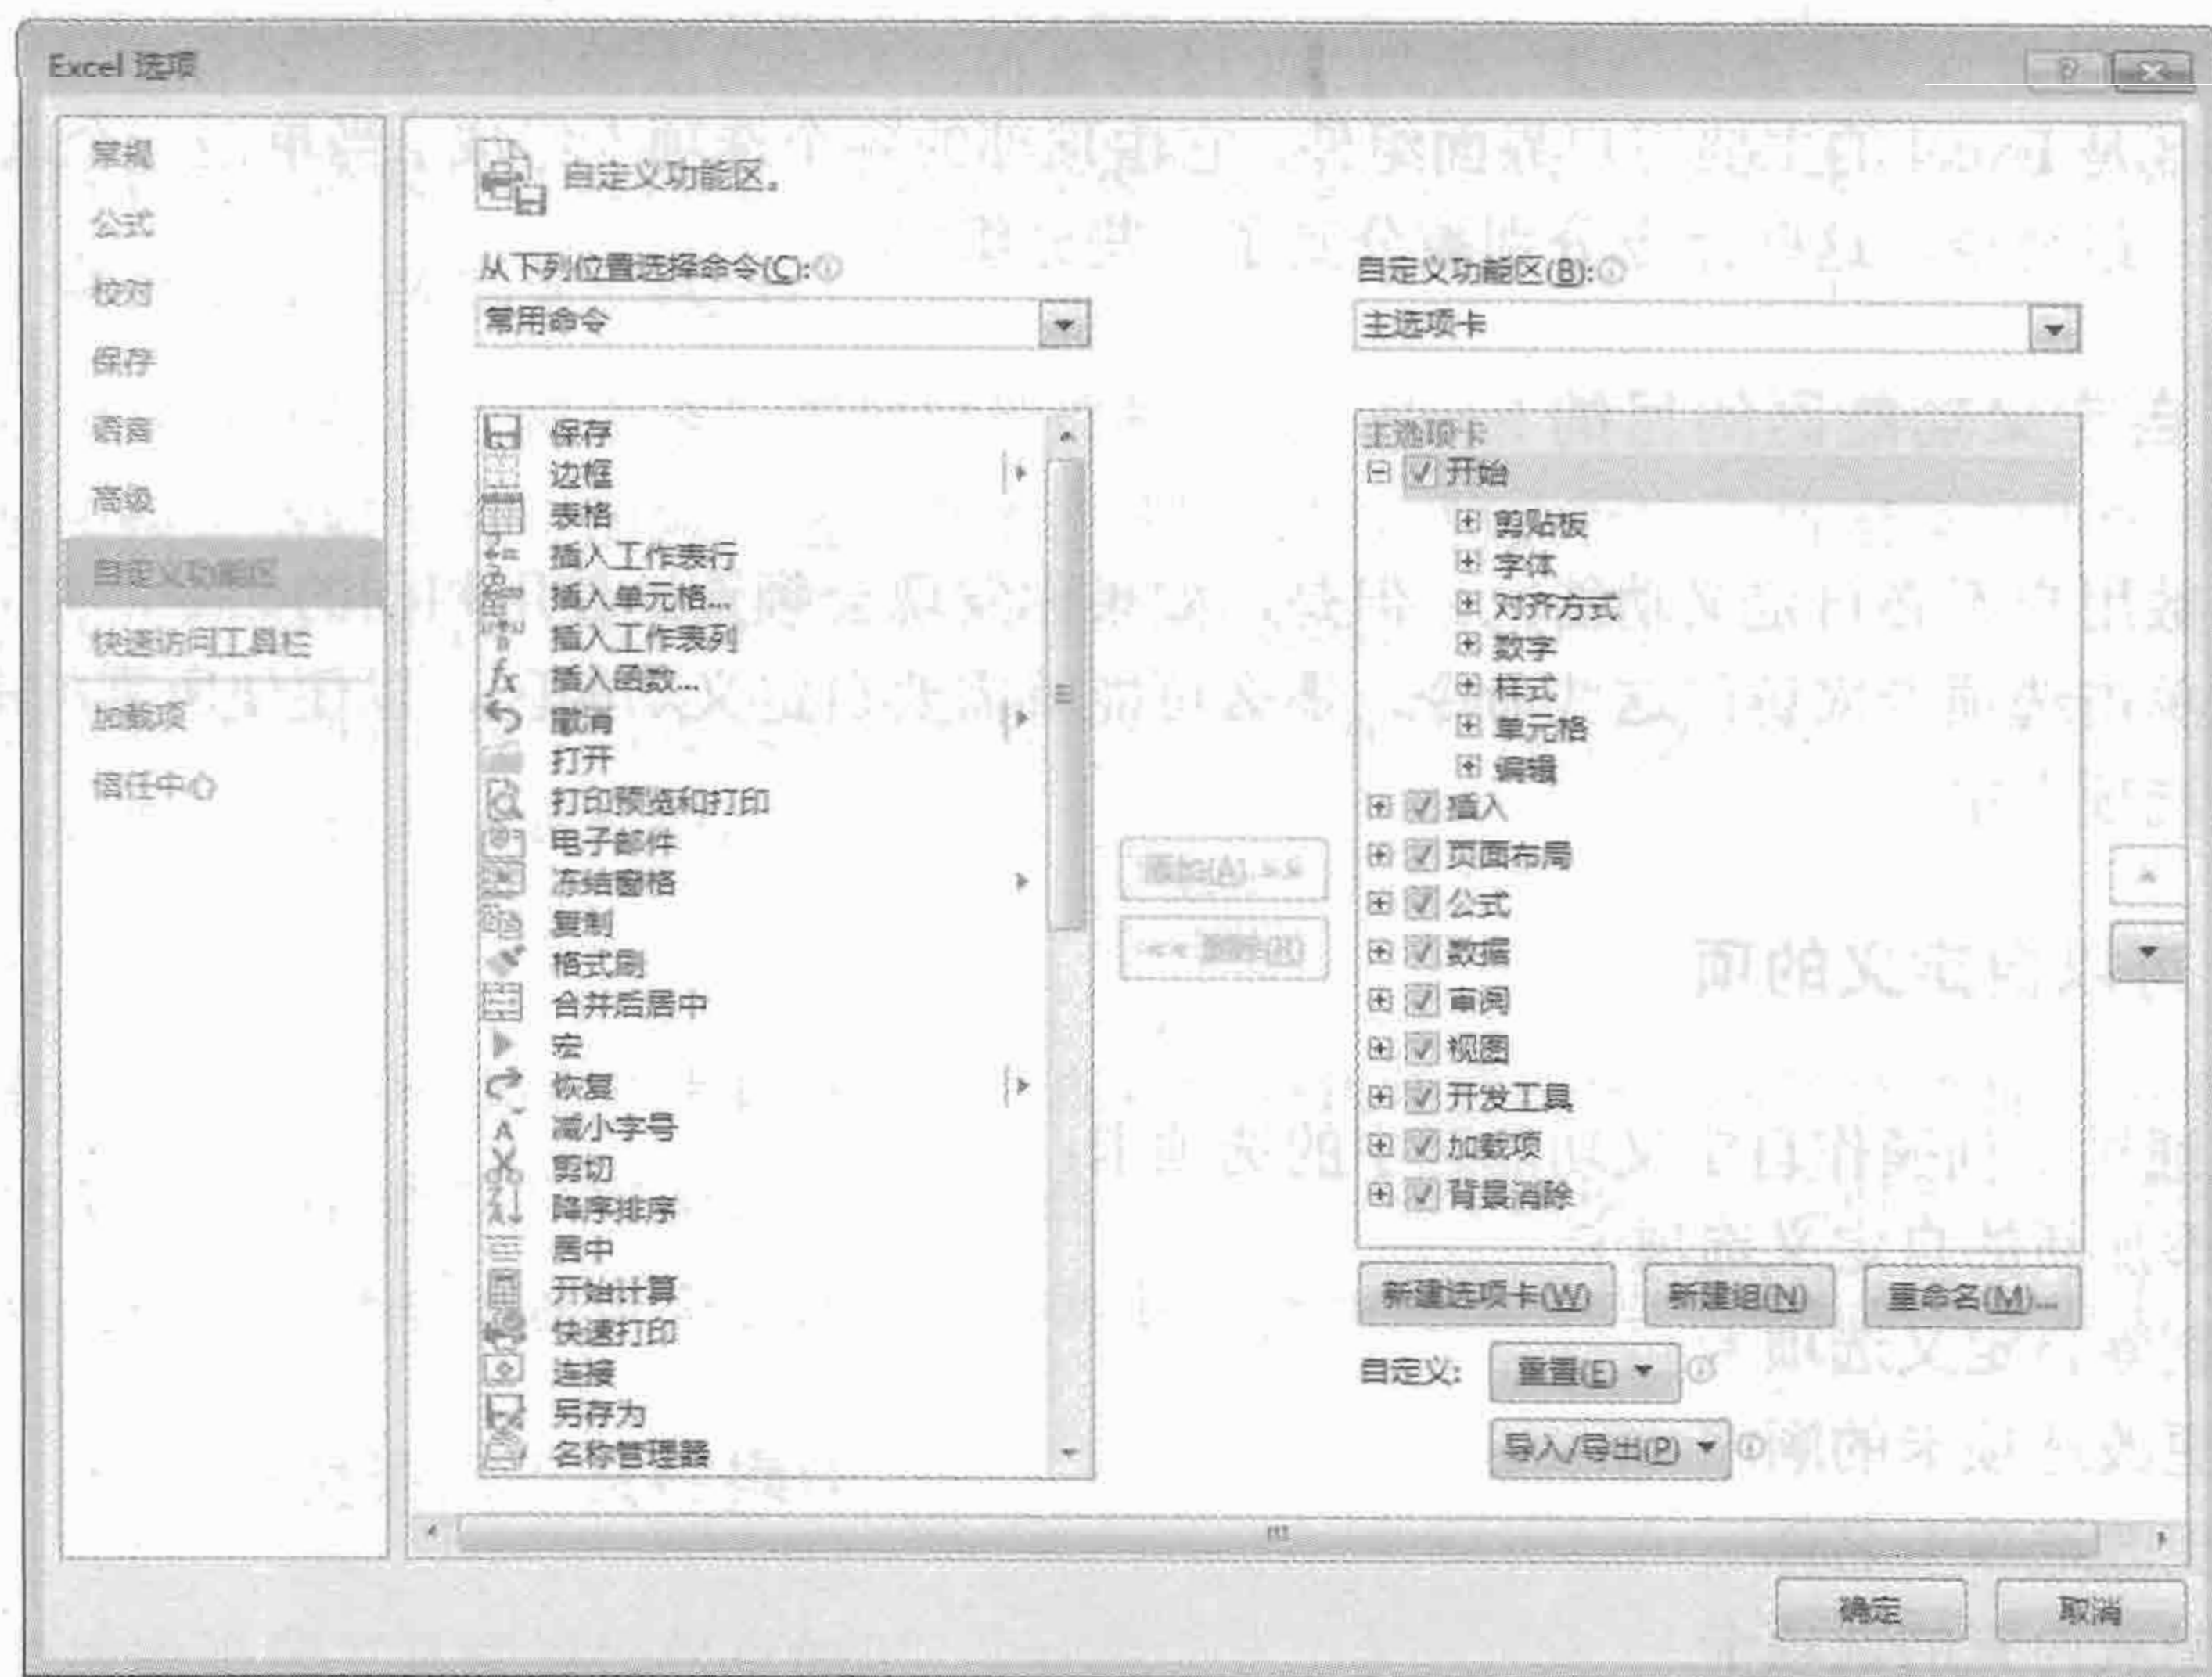 Excel 选项
常规
公式
校对
保存
语言
高级
自定义功能区
快速访问工具栏
加载项
信任中心
自定义功能区。
从下列位置选择命令(C):
常用命令
保存
边框
表格
插入工作表行
插入单元格...
插入工作表列
插入函数...
撤消
打开
打印预览和打印
电子邮件
冻结窗格
复制
格式刷
合并后居中
宏
恢复
减小字号
剪切
降序排序
居中
开始计算
快速打印
连接
另存为
名称管理器
自定义功能区(B):
主选项卡
主选项卡
开始
剪贴板
字体
对齐方式
数字
样式
单元格
编辑
插入
页面布局
公式
数据
审阅
视图
开发工具
加载项
背景消除
新建选项卡(W)
新建组(N)
重命名(M)...
自定义:
重置(E)
导入/导出(P)
确定
取消